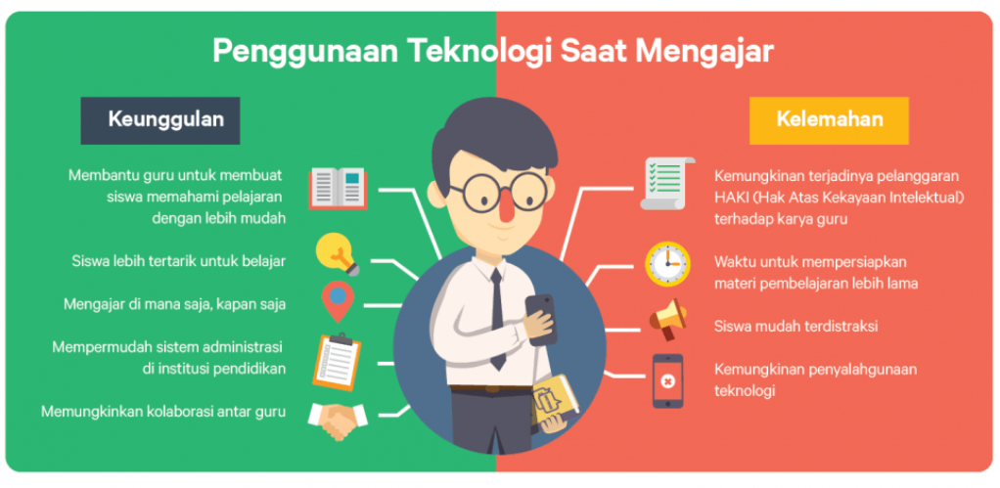 Penggunaan Teknologi Saat Mengajar
Keunggulan
Membantu guru untuk membuat
siswa memahami pelajaran
dengan lebih mudah
Siswa lebih tertarik untuk belajar
Mengajar di mana saja, kapan saja
Mempermudah sistem administrasi
di institusi pendidikan
Memungkinkan kolaborasi antar guru
Kelemahan
Kemungkinan terjadinya pelanggaran
HAKI (Hak Atas Kekayaan Intelektual)
terhadap karya guru
Waktu untuk mempersiapkan
materi pembelajaran lebih lama
Siswa mudah terdistraksi
Kemungkinan penyalahgunaan
teknologi